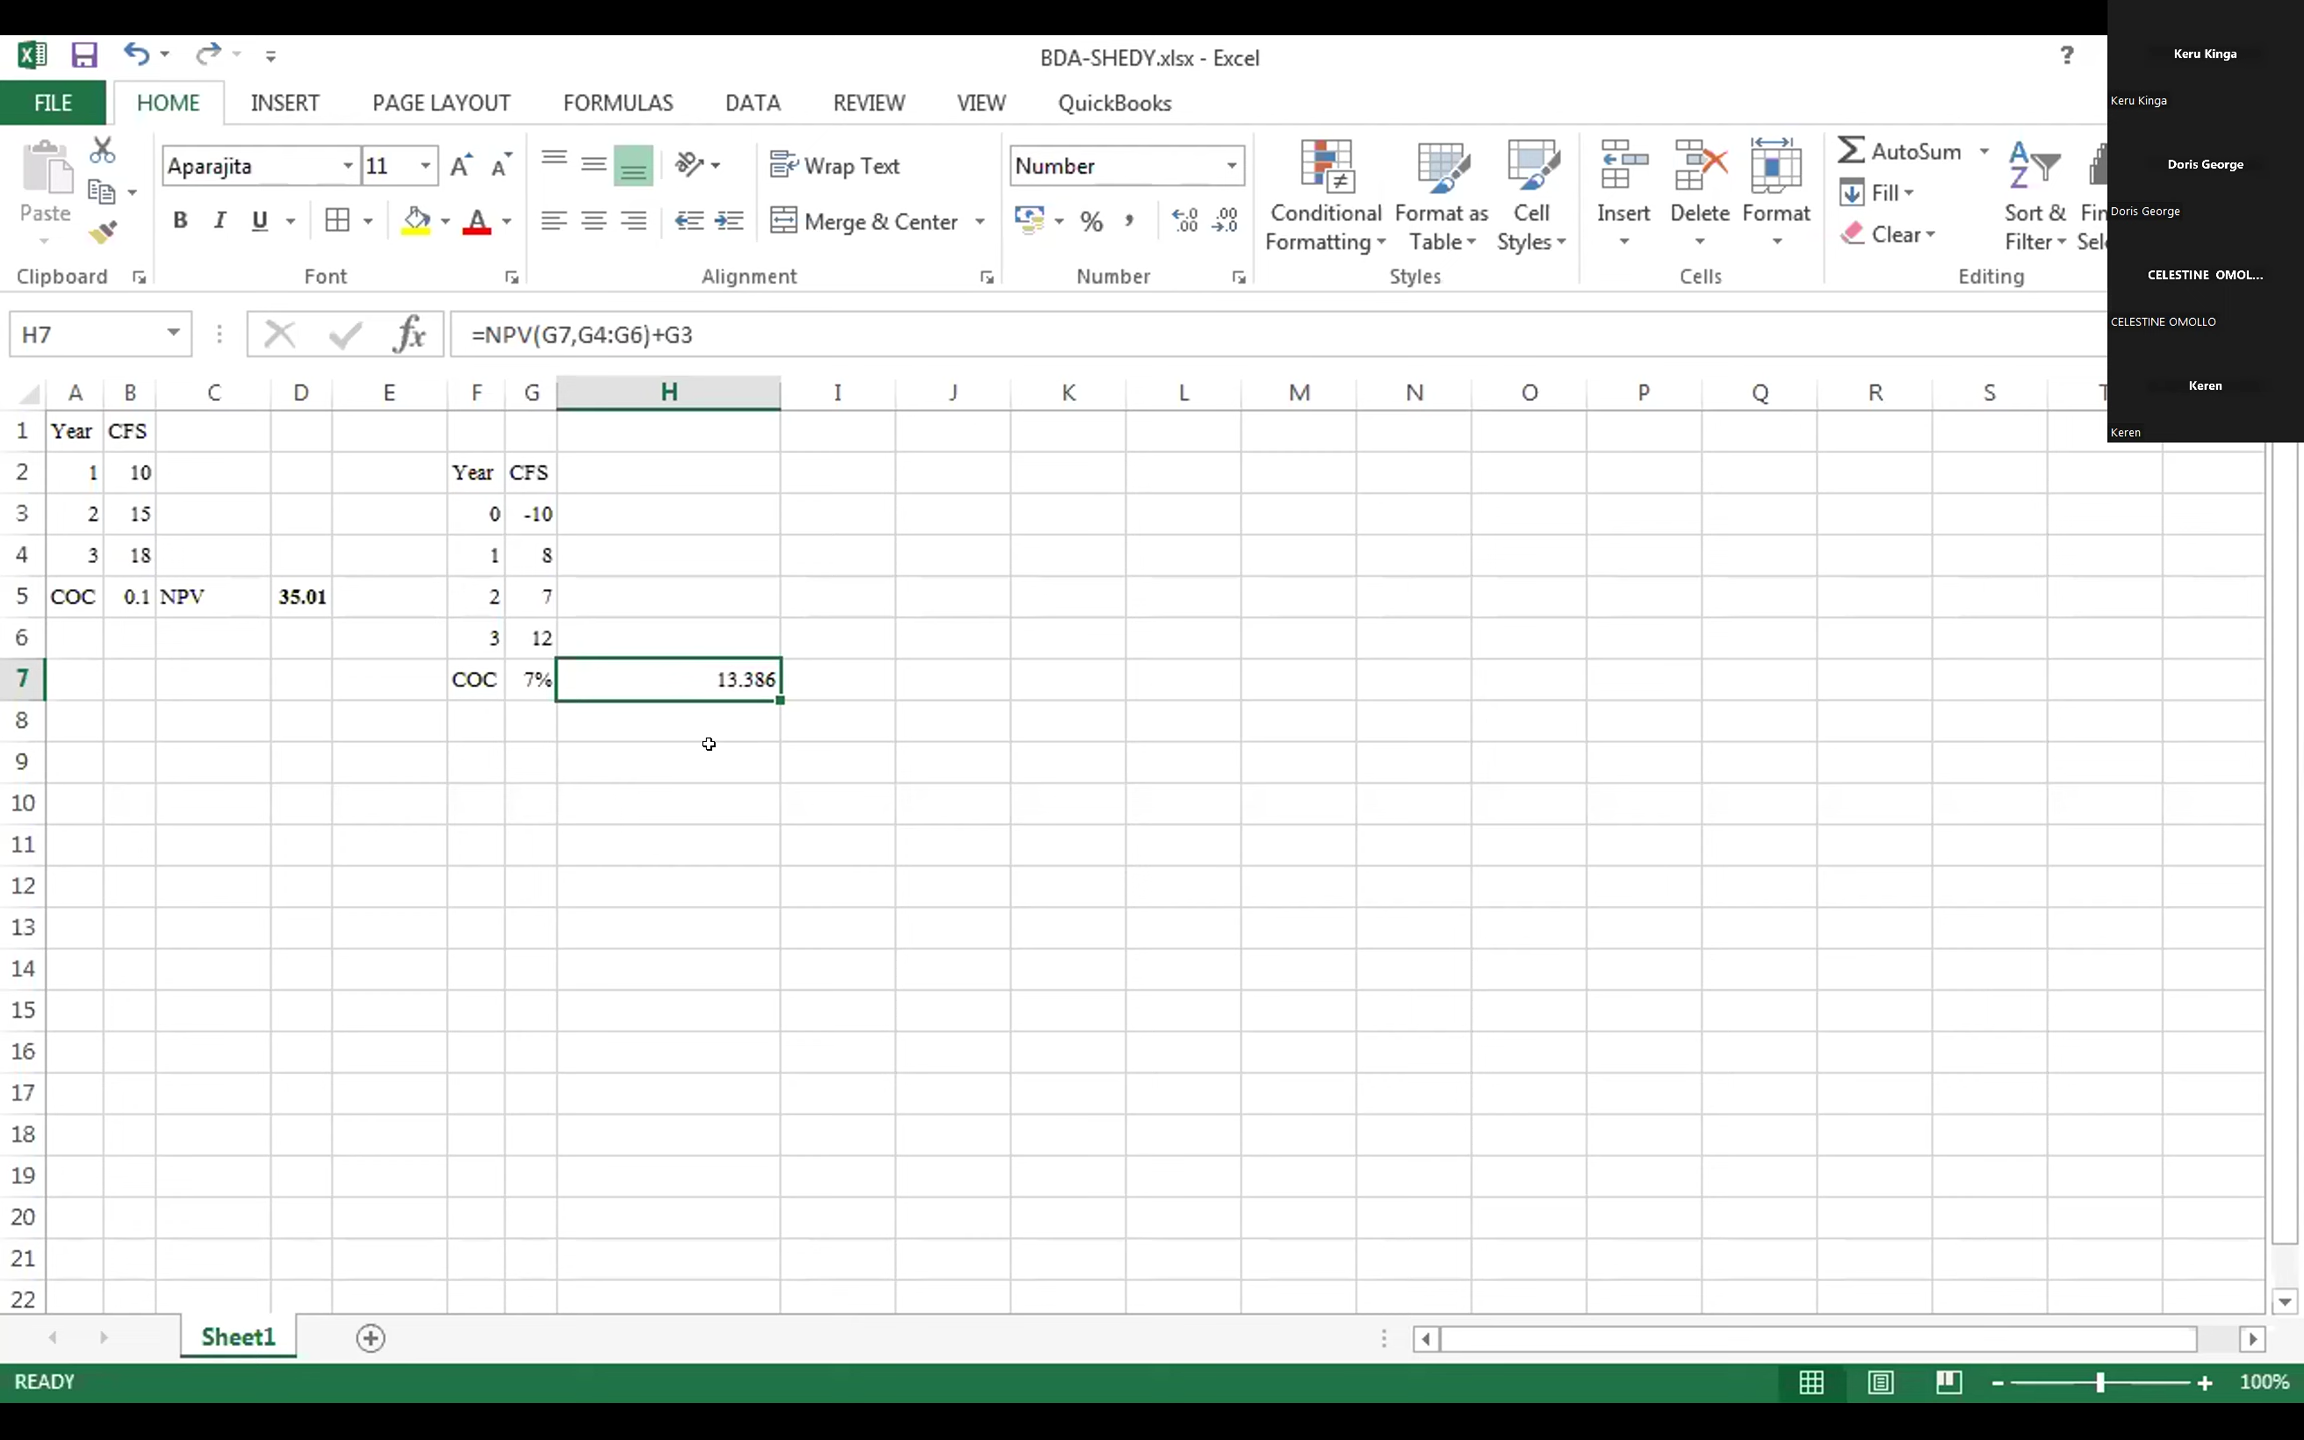 BDA-SHEDY.xlsx - Excel
?
FILE HOME INSERT PAGE LAYOUT FORMULAS DATA REVIEW VIEW QuickBooks
Paste
Clipboard
Aparajita 11
B I U
Font
Wrap Text
Merge & Center
Alignment
Number
% ,
Number
Conditional Formatting
Format as Table
Cell Styles
Styles
Insert Delete Format
Cells
AutoSum
Fill
Clear
Sort & Filter
Fin
Sel
Editing
Keru Kinga
Keru Kinga
Doris George
Doris George
CELESTINE OMOL...
CELESTINE OMOLLO
Keren
Keren
H7 fx =NPV(G7,G4:G6)+G3
A B C D E F G H I J K L M N O P Q R S T
1 Year CFS
2 1 10 Year CFS
3 2 15 0 -10
4 3 18 1 8
5 COC 0.1 NPV 35.01 2 7
6 3 12
7 COC 7% 13.386
8
9
10
11
12
13
14
15
16
17
18
19
20
21
22
Sheet1
READY
100%